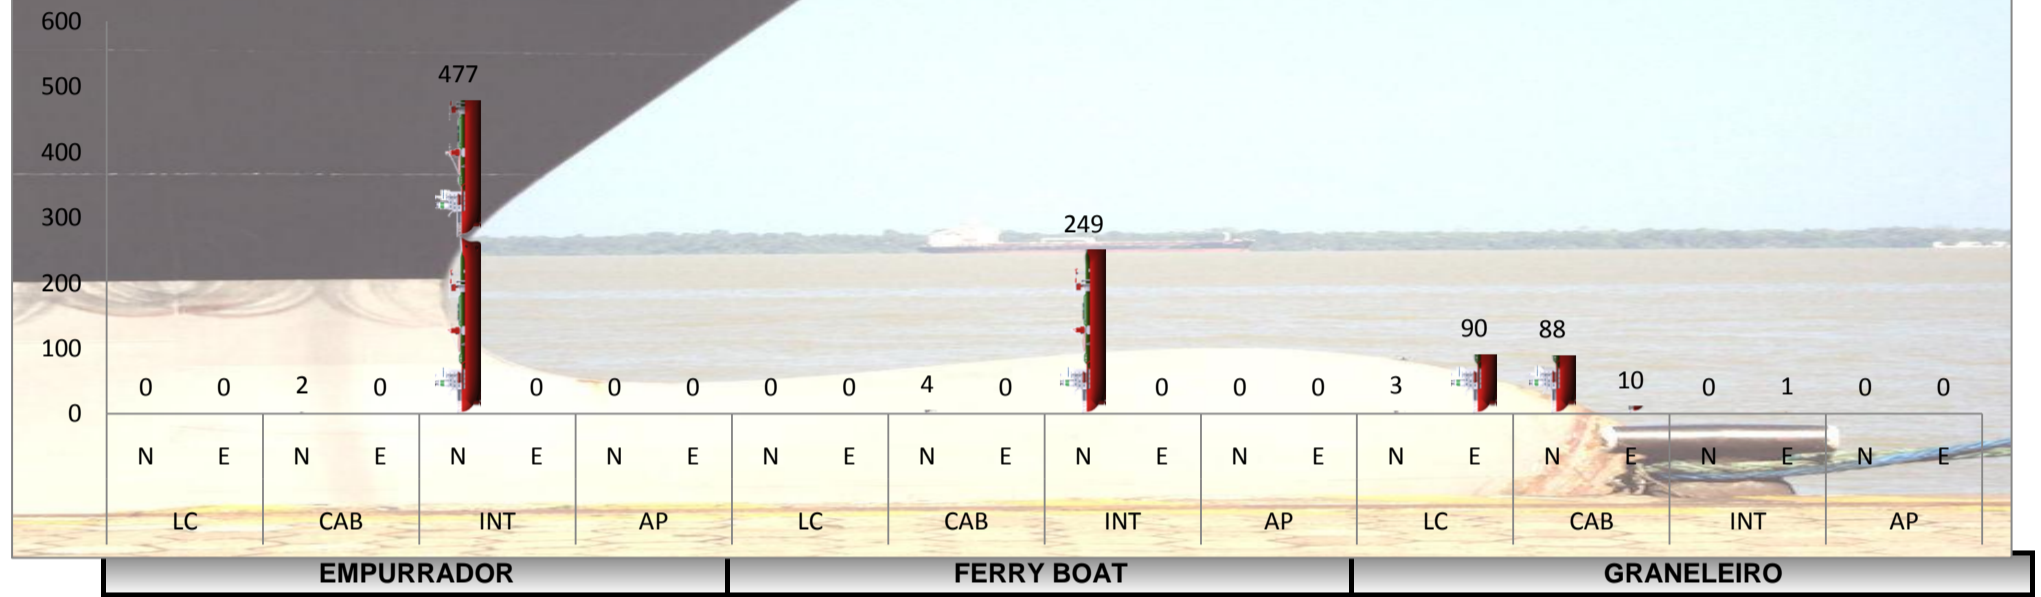 600
477
500
400
300
249
200
90 88
100
0 0 2 0 0 0 0 0 0 4 0 0 0 0 3 10 0 1 0 0
0
N E N E N E N E N E N E N E N E N E N E N E N E
LC CAB INT AP LC CAB INT AP LC CAB INT AP
EMPURRADOR FERRY BOAT GRANELEIRO